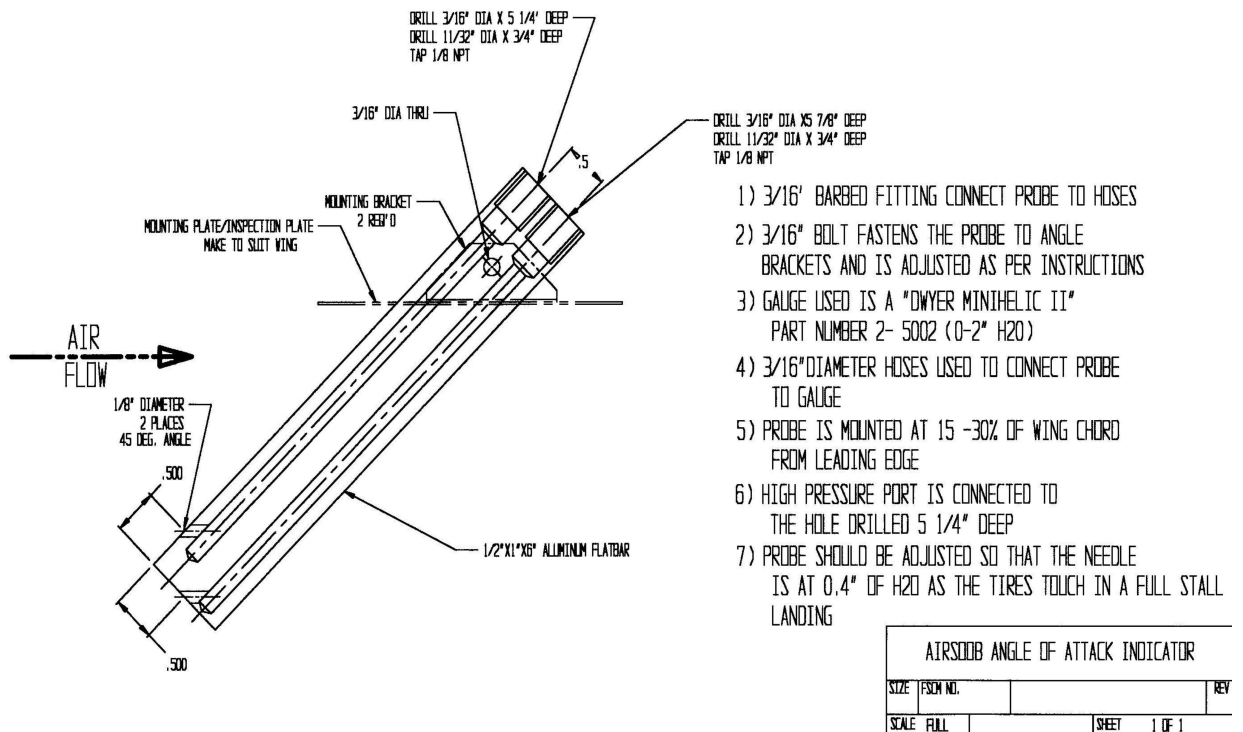 DRILL 3/16" DIA X 5 1/4' DEEP
DRILL 11/32" DIA X 3/4" DEEP
TAP 1/8 NPT
3/16" DIA THRU
DRILL 3/16" DIA X5 7/8" DEEP
DRILL 11/32" DIA X 3/4" DEEP
TAP 1/8 NPT
.5
MOUNTING BRACKET
2 REQ'D
MOUNTING PLATE/INSPECTION PLATE
MAKE TO SUIT WING
AIR
FLOW
1/8" DIAMETER
2 PLACES
45 DEG. ANGLE
.500
.500
1/2"X1"X6" ALUMINUM FLATBAR
1) 3/16' BARBED FITTING CONNECT PROBE TO HOSES
2) 3/16" BOLT FASTENS THE PROBE TO ANGLE
BRACKETS AND IS ADJUSTED AS PER INSTRUCTIONS
3) GAUGE USED IS A "DWYER MINIHELIC II"
PART NUMBER 2- 5002 (0-2" H2O)
4) 3/16"DIAMETER HOSES USED TO CONNECT PROBE
TO GAUGE
5) PROBE IS MOUNTED AT 15 -30% OF WING CHORD
FROM LEADING EDGE
6) HIGH PRESSURE PORT IS CONNECTED TO
THE HOLE DRILLED 5 1/4" DEEP
7) PROBE SHOULD BE ADJUSTED SO THAT THE NEEDLE
IS AT 0.4" OF H2O AS THE TIRES TOUCH IN A FULL STALL
LANDING
AIRSOOB ANGLE OF ATTACK INDICATOR
SIZE FSCM NO. REV
SCALE FULL SHEET 1 OF 1